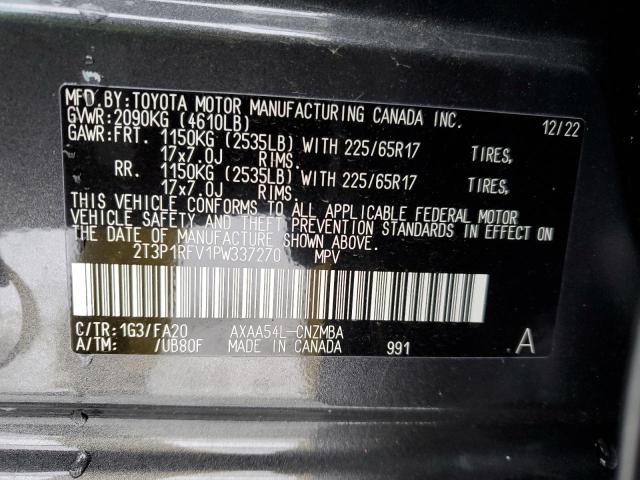 MFD.BY:TOYOTA MOTOR MANUFACTURING CANADA INC.
GVWR:2090KG (4610LB) 12/22
GAWR:FRT. 1150KG (2535LB) WITH 225/65R17 TIRES,
17x7.0J RIMS.
RR. 1150KG (2535LB) WITH 225/65R17 TIRES,
17x7.0J RIMS.
THIS VEHICLE CONFORMS TO ALL APPLICABLE FEDERAL MOTOR
VEHICLE SAFETY AND THEFT PREVENTION STANDARDS IN EFFECT ON
THE DATE OF MANUFACTURE SHOWN ABOVE.
2T3P1RFV1PW337270 MPV
C/TR:1G3/FA20 AXAA54L-CNZMBA
A/TM: /UB80F MADE IN CANADA 991 A